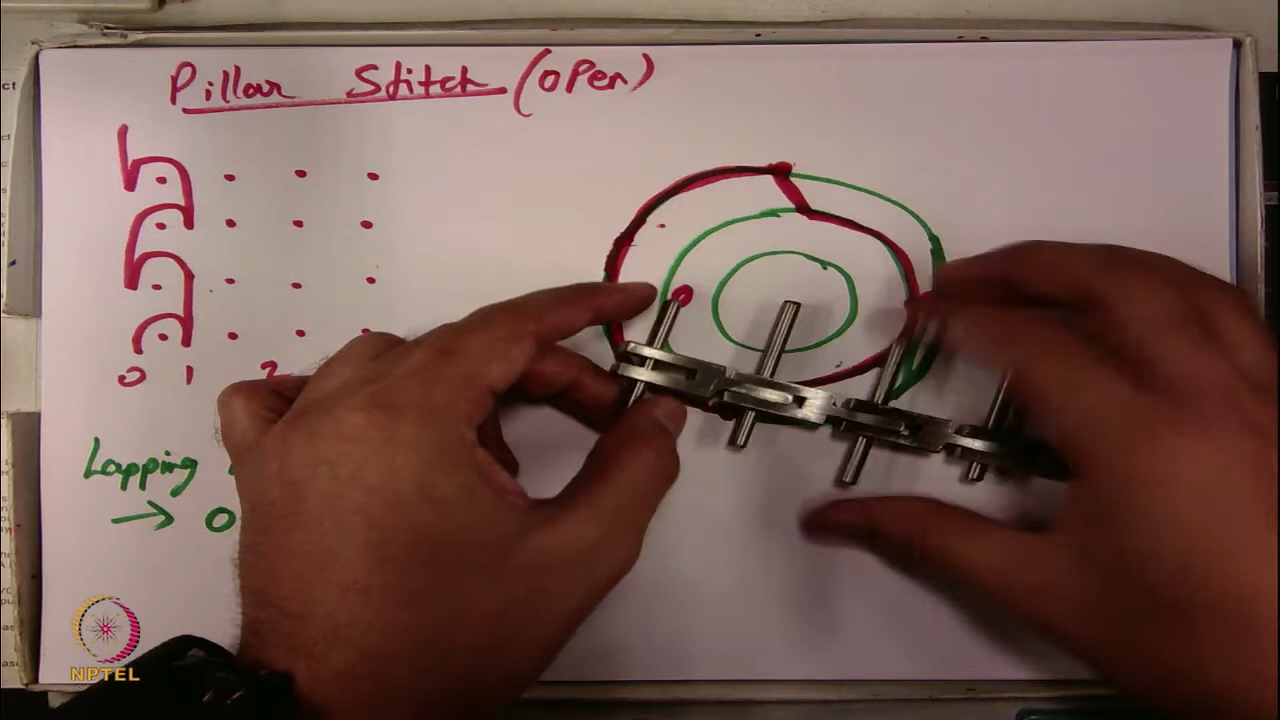 Pillar Stitch (open)
0 1 2
Lapping
→ 0
NPTEL